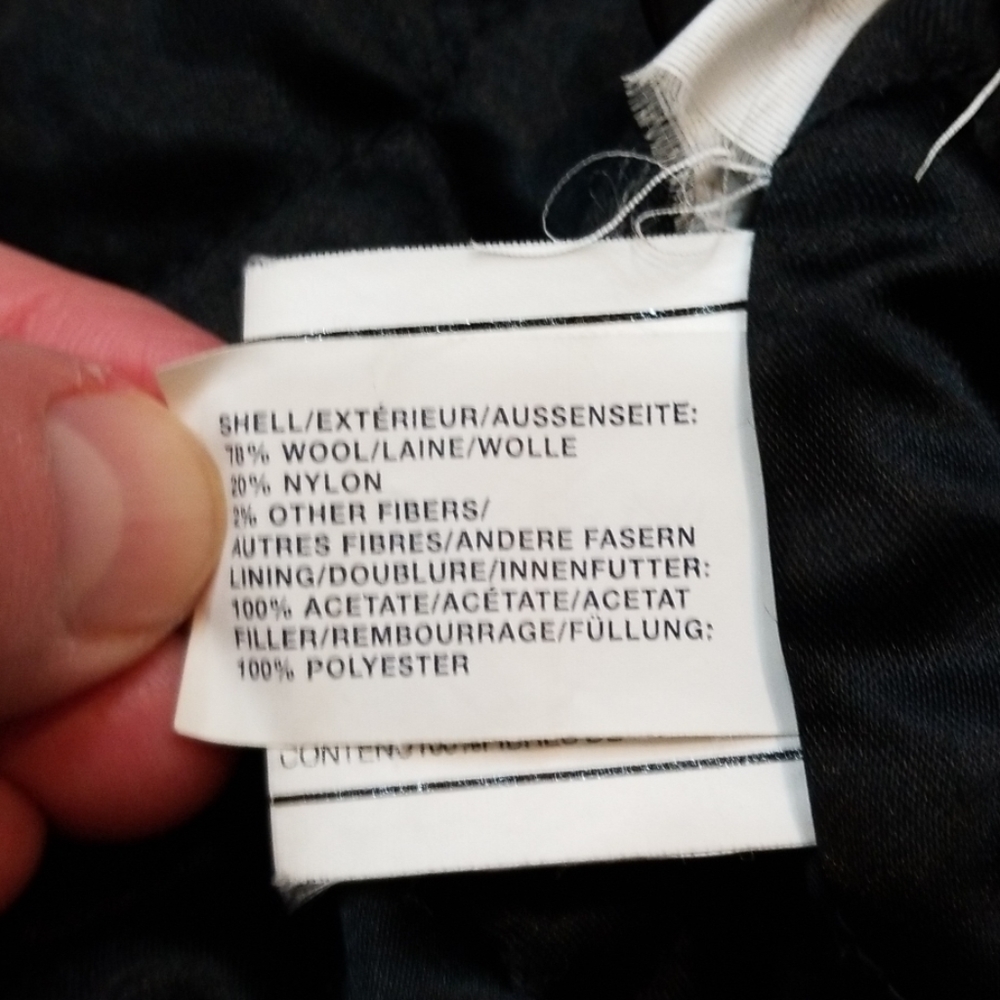 SHELL/EXTÉRIEUR/AUSSENSEITE:
78% WOOL/LAINE/WOLLE
20% NYLON
2% OTHER FIBERS/
AUTRES FIBRES/ANDERE FASERN
LINING/DOUBLURE/INNENFUTTER:
100% ACETATE/ACÉTATE/ACETAT
FILLER/REMBOURRAGE/FÜLLUNG:
100% POLYESTER